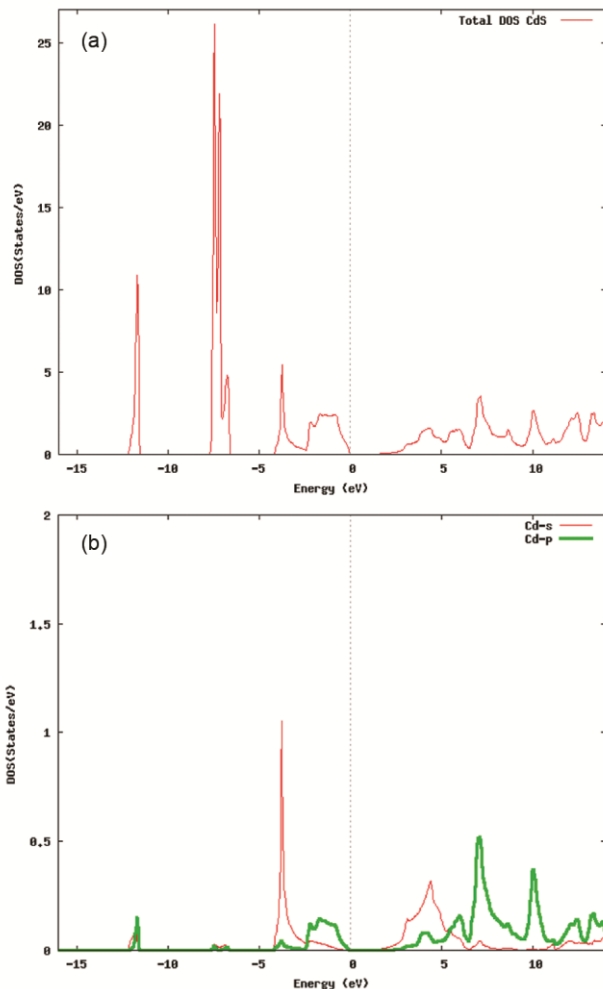 (a)
Total DOS CdS
25
20
15
10
5
0
DOS(States/eV)
-15 -10 -5 0 5 10
Energy (eV)
(b)
Cd-s
Cd-p
2
1.5
1
0.5
0
DOS(States/eV)
-15 -10 -5 0 5 10
Energy (eV)